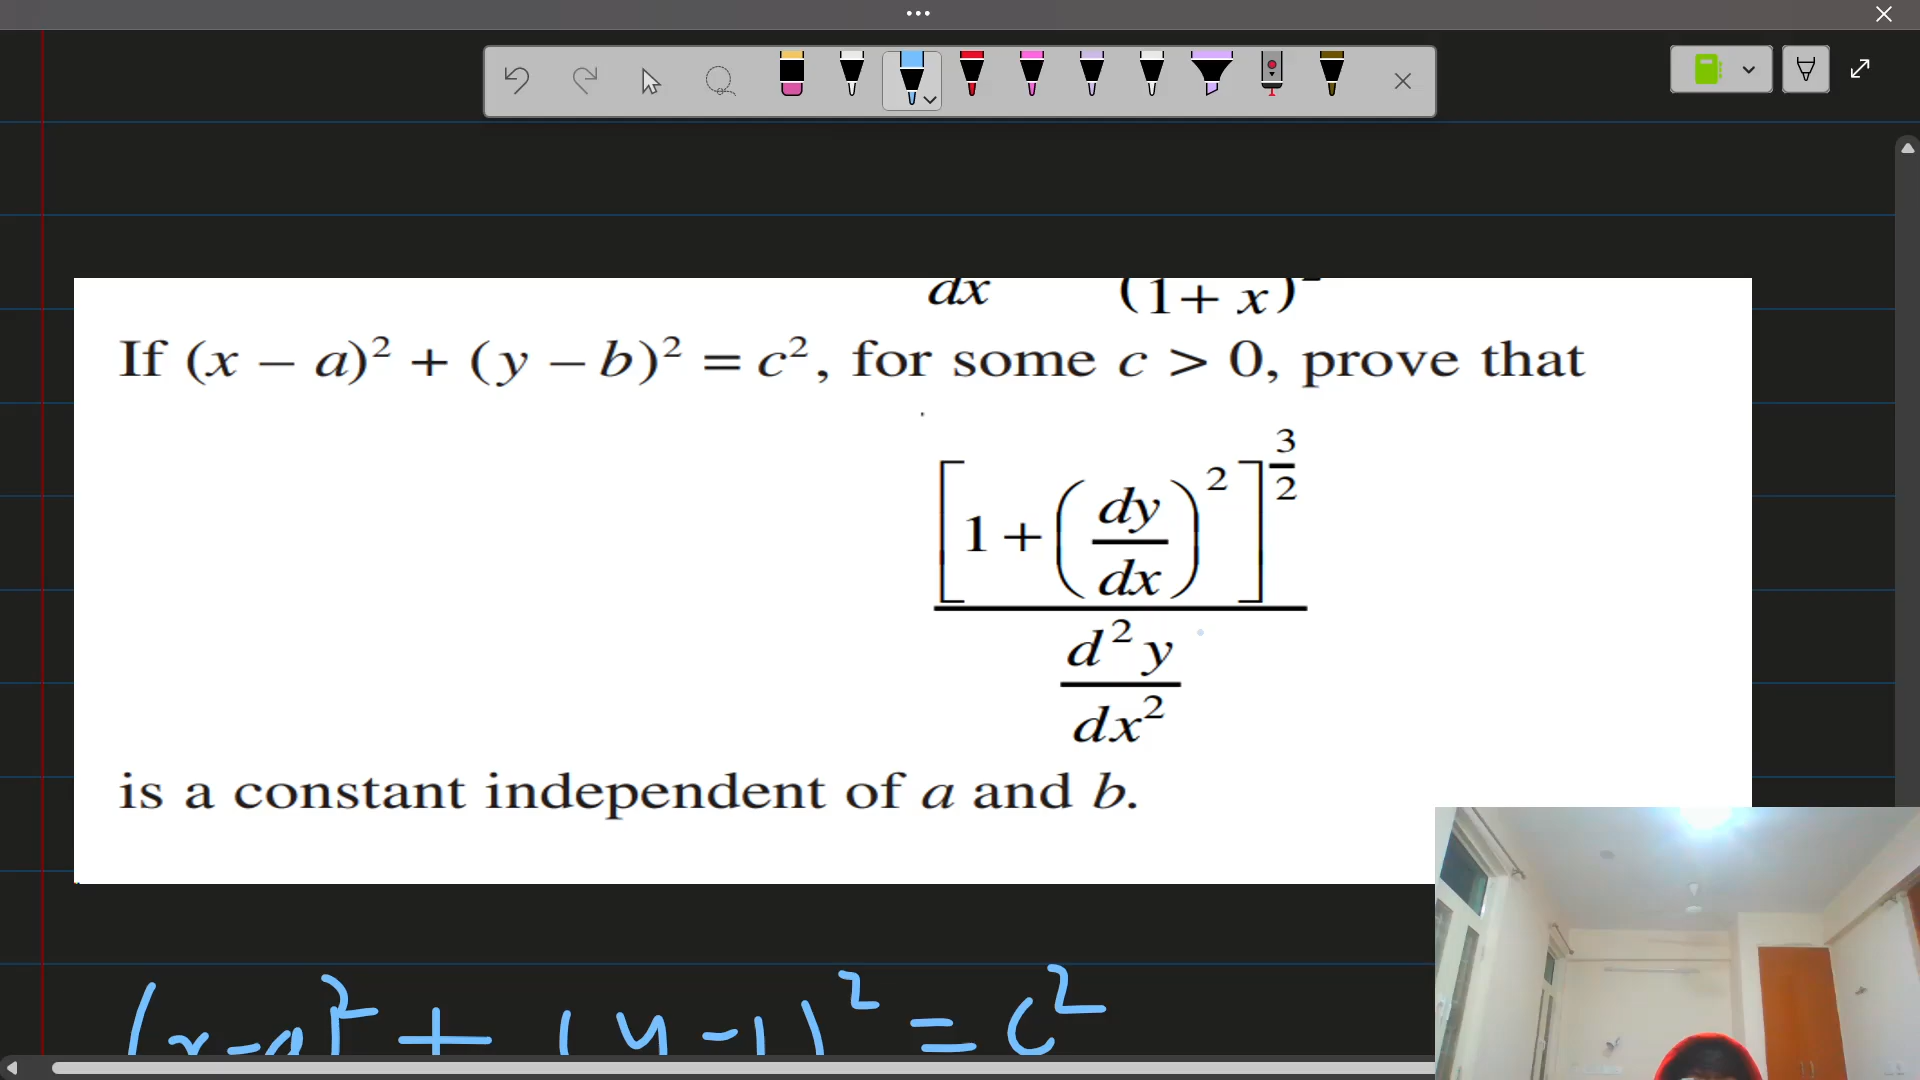 dx (1 + x)²
If (x – a)² + (y – b)² = c², for some c > 0, prove that
[1 + (dy/dx)²]^(3/2)
d²y/dx²
is a constant independent of a and b.
(x-a)² + (y-b)² = c²